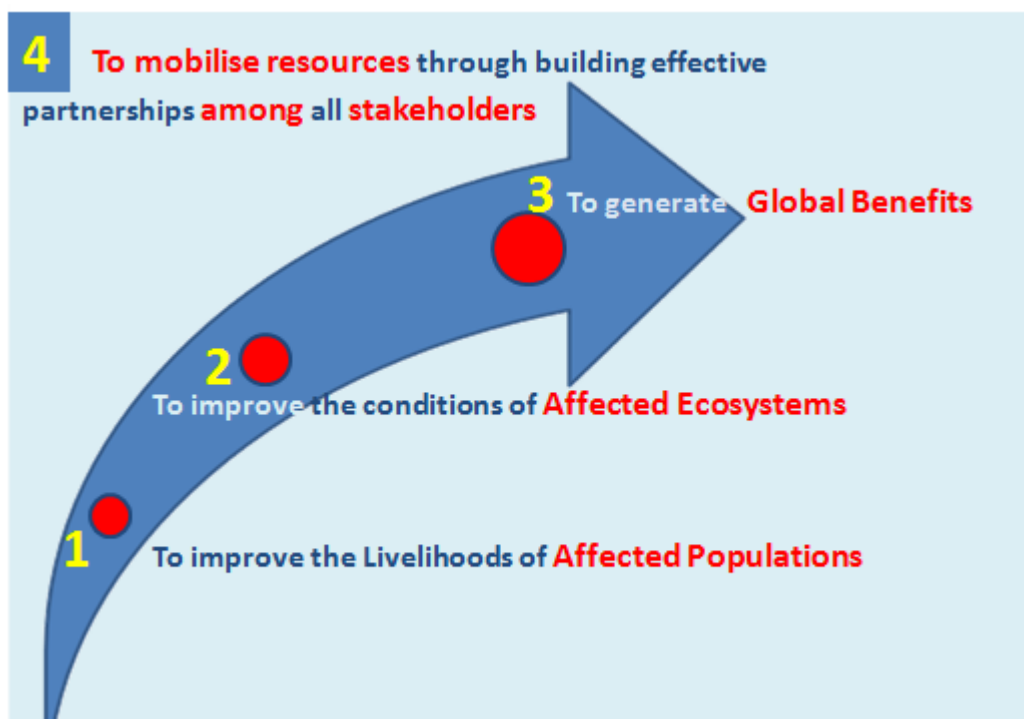 4 To mobilise resources through building effective
partnerships among all stakeholders
3 To generate Global Benefits
2
To improve the conditions of Affected Ecosystems
1 To improve the Livelihoods of Affected Populations